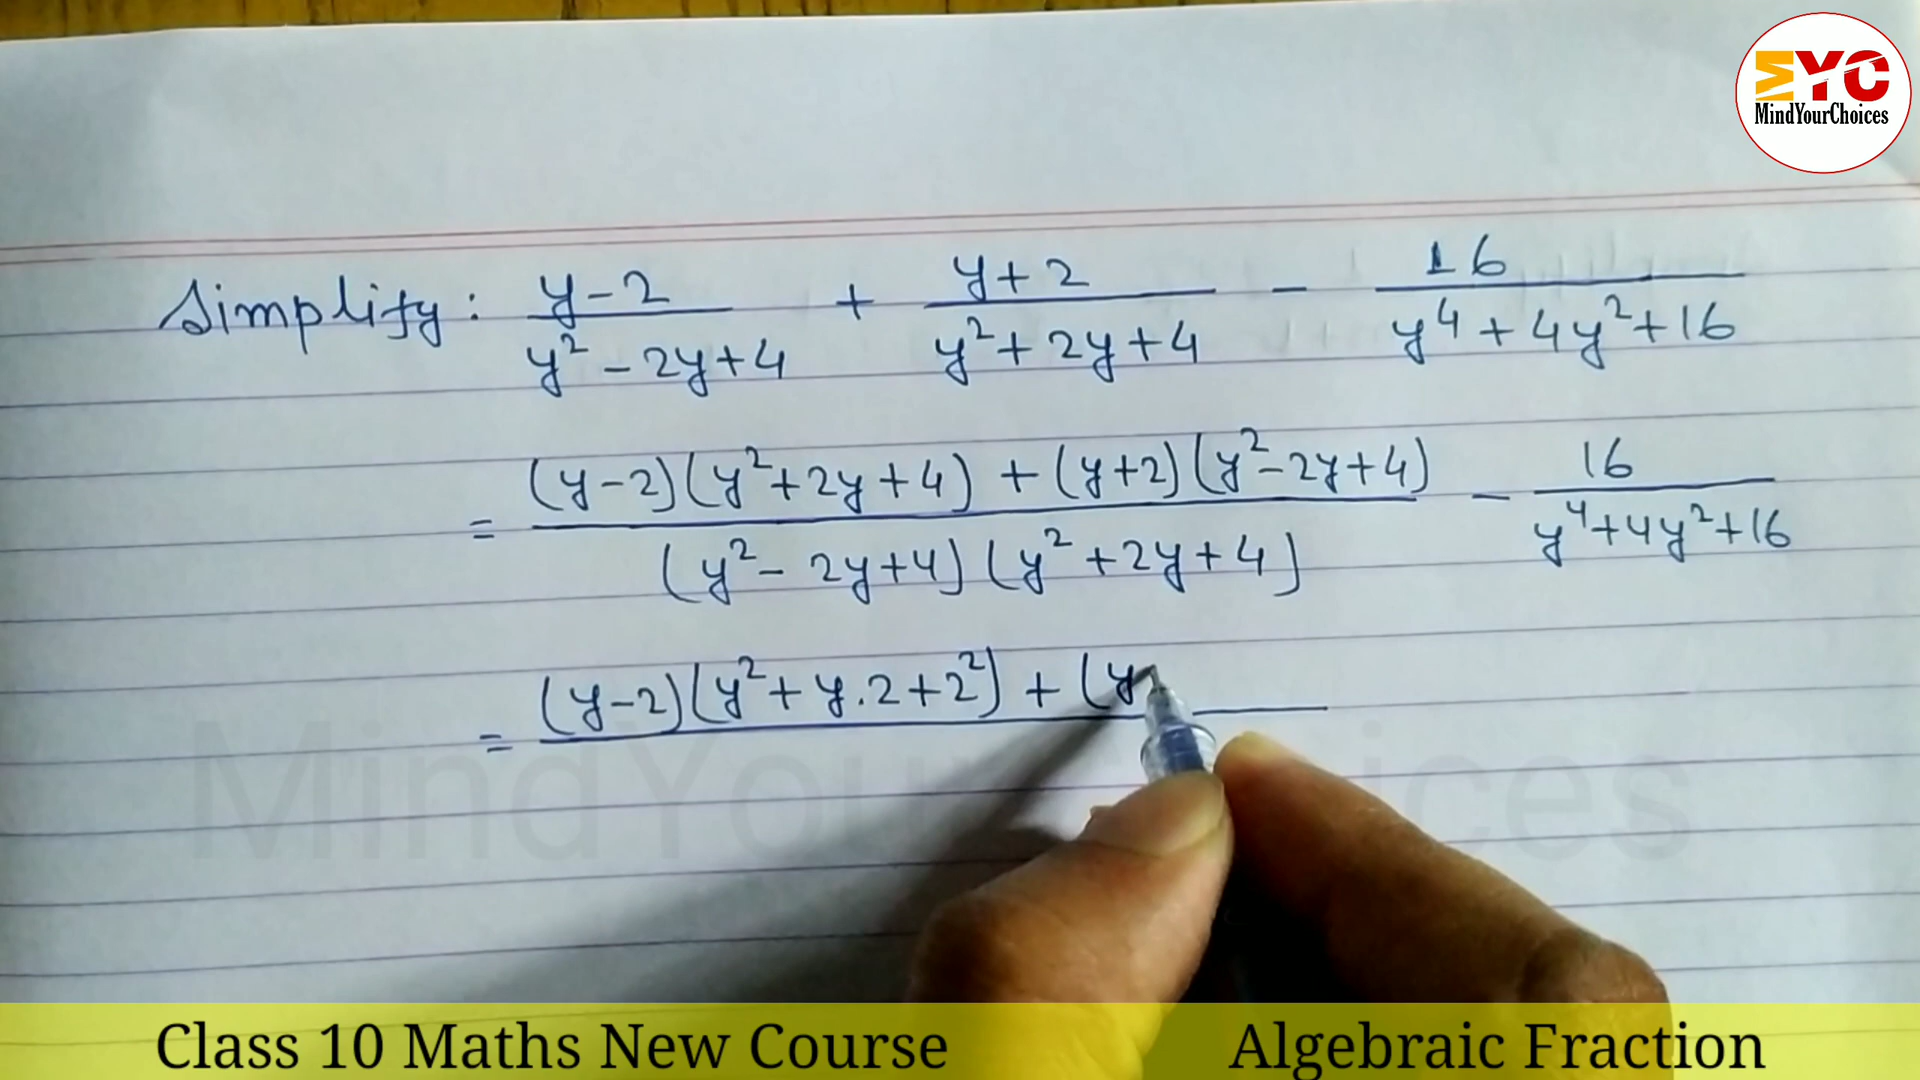 MYC
MindYourChoices
Simplify: (y-2)/(y²-2y+4) + (y+2)/(y²+2y+4) - 16/(y⁴+4y²+16)
= ((y-2)(y²+2y+4) + (y+2)(y²-2y+4))/((y²-2y+4)(y²+2y+4)) - 16/(y⁴+4y²+16)
= (y-2)(y²+y.2+2²) + (y
MindYourChoices
Class 10 Maths New Course Algebraic Fraction